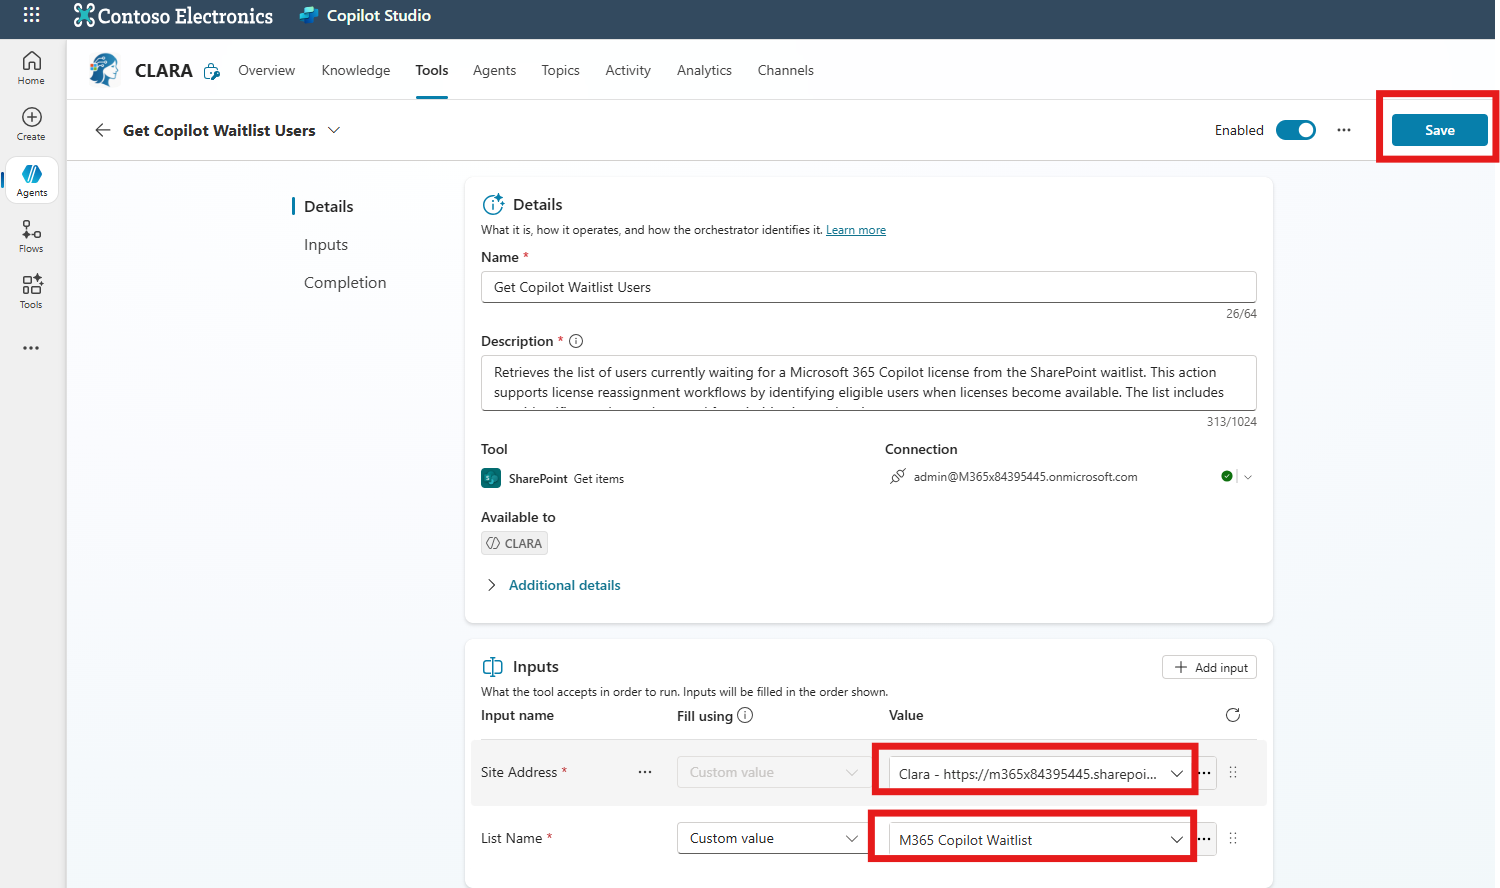 Contoso Electronics
Copilot Studio
Home
Create
Agents
Flows
Tools
CLARA
Overview
Knowledge
Tools
Agents
Topics
Activity
Analytics
Channels
Get Copilot Waitlist Users
Enabled
Save
Details
Inputs
Completion
Details
What it is, how it operates, and how the orchestrator identifies it. Learn more
Name *
Get Copilot Waitlist Users
26/64
Description *
Retrieves the list of users currently waiting for a Microsoft 365 Copilot license from the SharePoint waitlist. This action
supports license reassignment workflows by identifying eligible users when licenses become available. The list includes
313/1024
Tool
Connection
SharePoint Get items
admin@M365x84395445.onmicrosoft.com
Available to
CLARA
Additional details
Inputs
Add input
What the tool accepts in order to run. Inputs will be filled in the order shown.
Input name
Fill using
Value
Site Address *
Custom value
Clara - https://m365x84395445.sharepoi...
List Name *
Custom value
M365 Copilot Waitlist